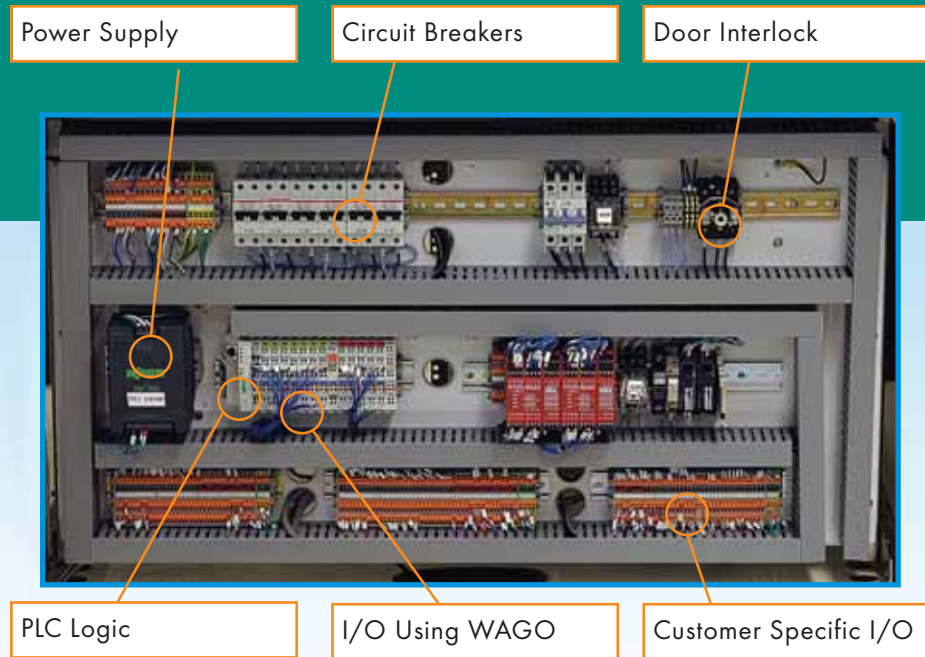 Power Supply
Circuit Breakers
Door Interlock
PLC Logic
I/O Using WAGO
Customer Specific I/O